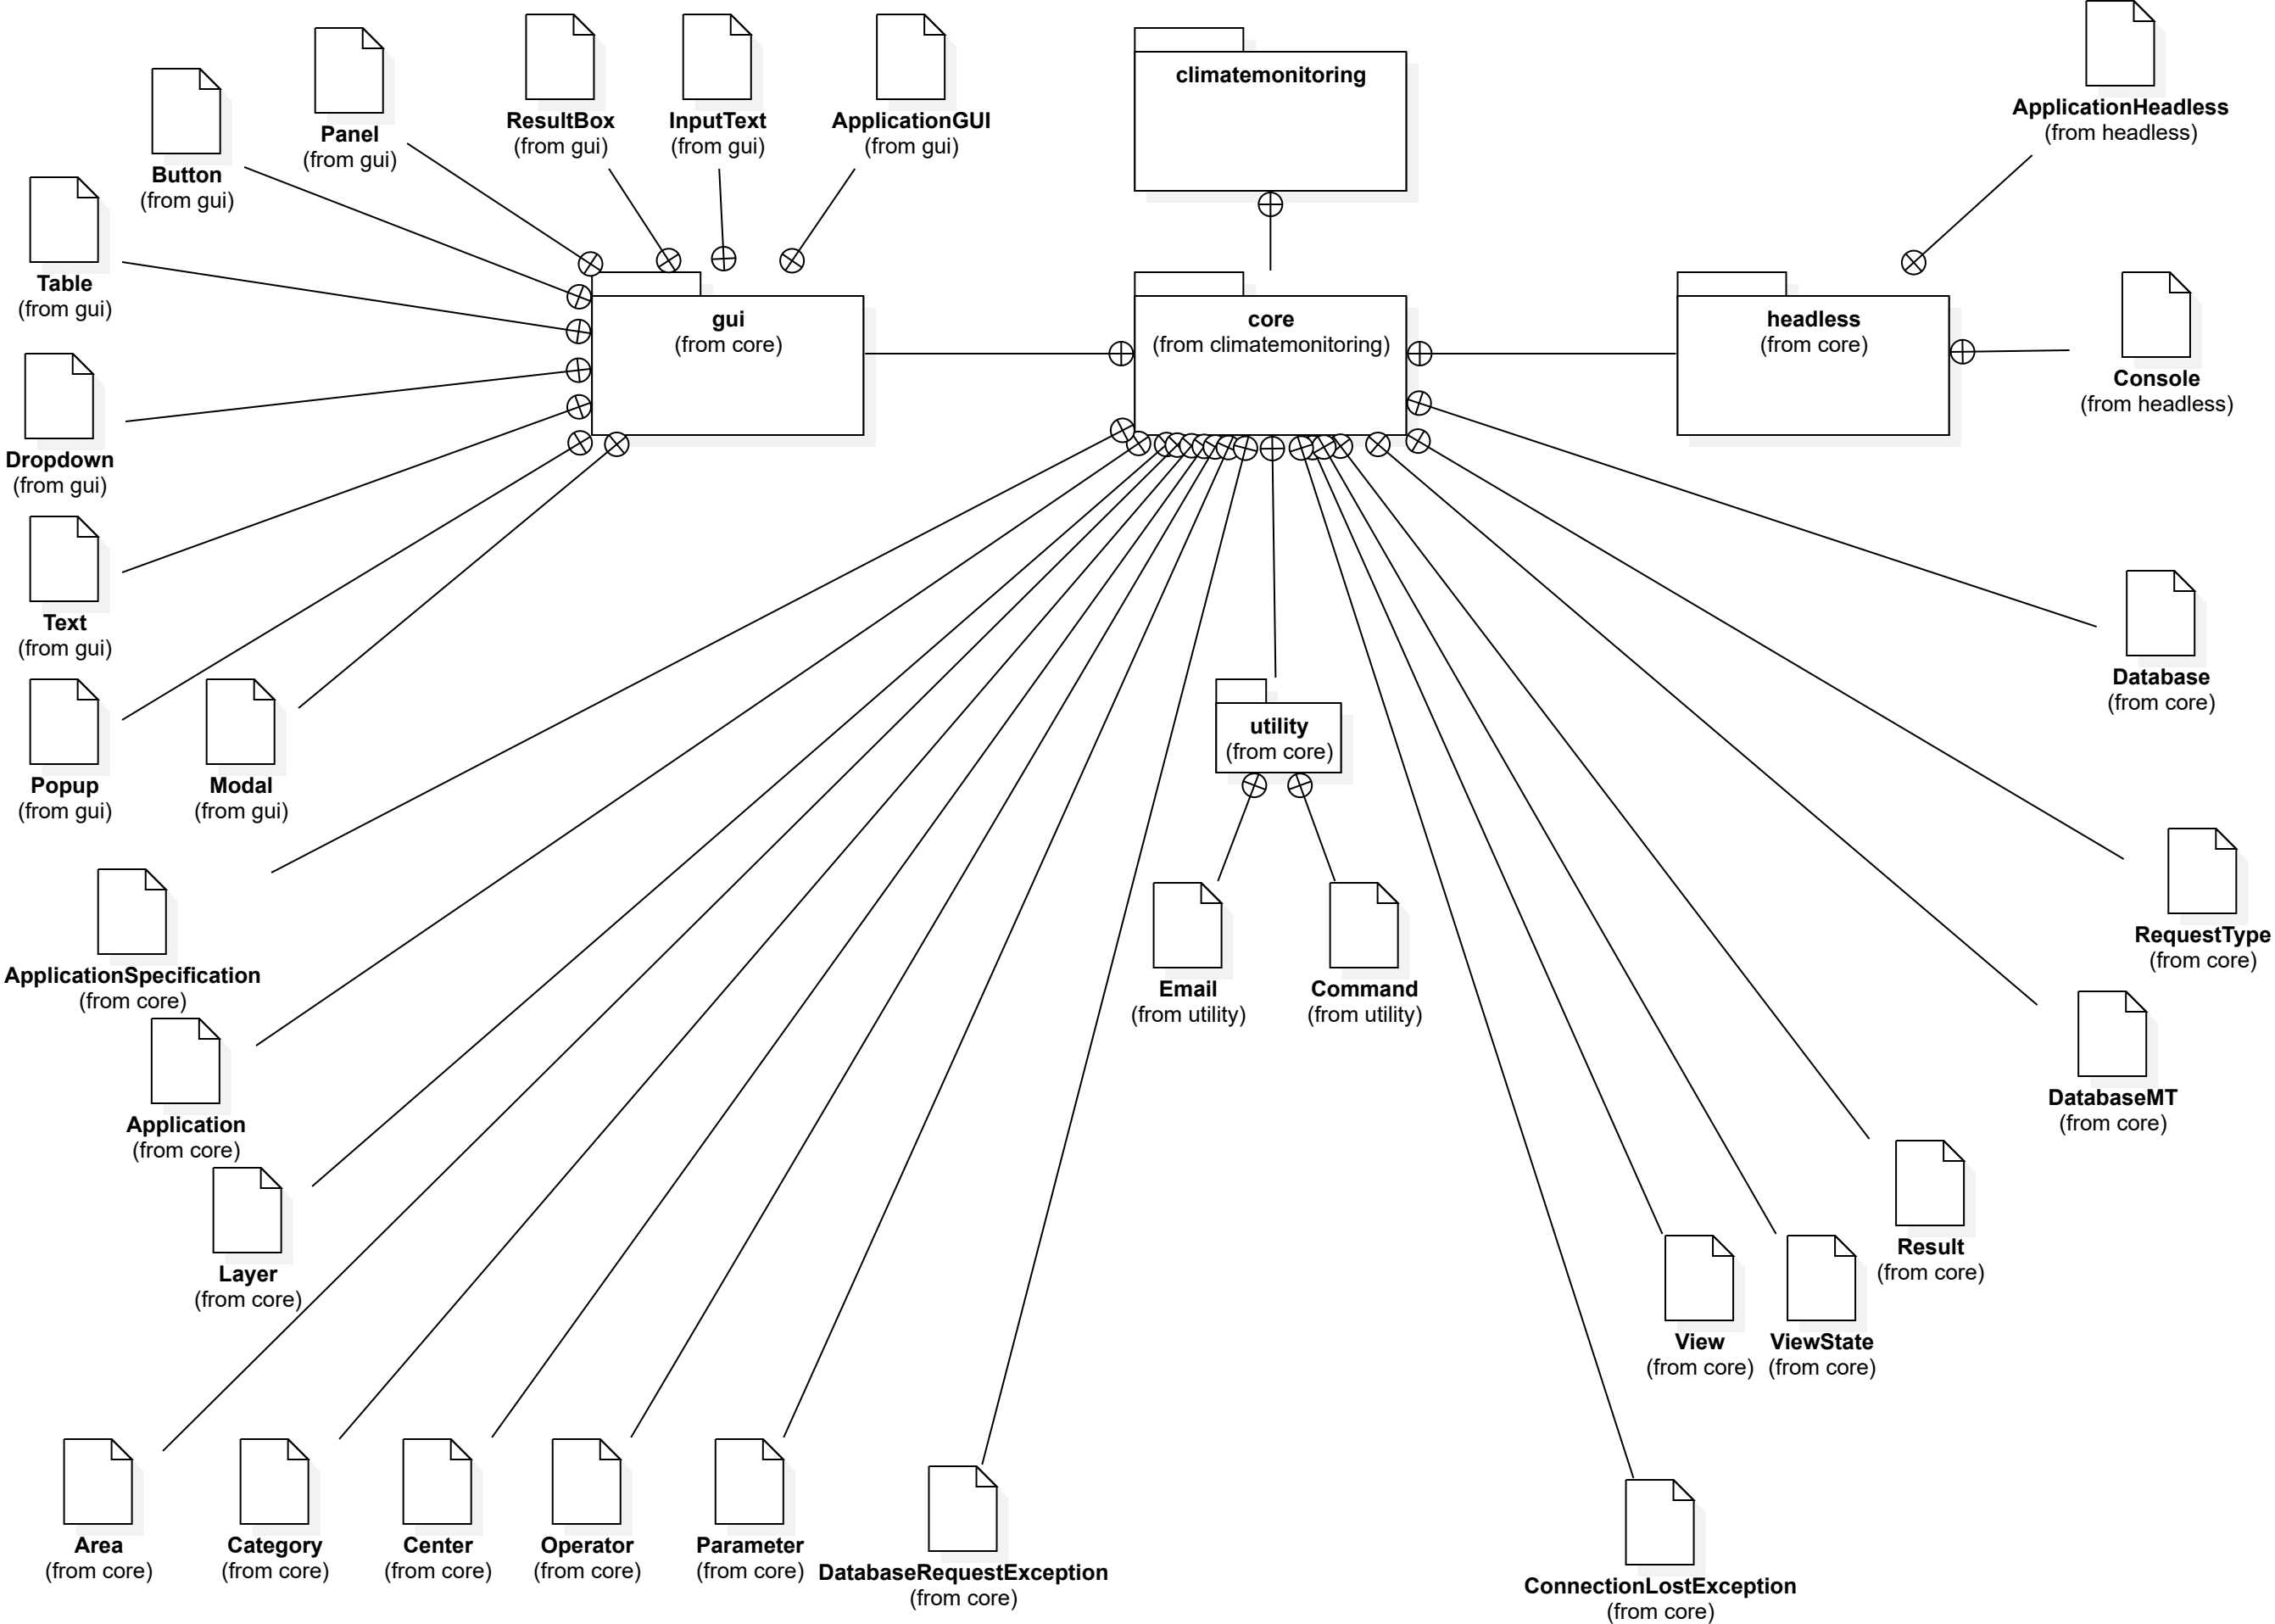 Panel
(from gui)
ResultBox
(from gui)
InputText
(from gui)
ApplicationGUI
(from gui)
climatemonitoring
ApplicationHeadless
(from headless)
Button
(from gui)
Table
(from gui)
gui
(from core)
core
(from climatemonitoring)
headless
(from core)
Console
(from headless)
Dropdown
(from gui)
Text
(from gui)
Database
(from core)
utility
(from core)
Popup
(from gui)
Modal
(from gui)
RequestType
(from core)
ApplicationSpecification
(from core)
Email
(from utility)
Command
(from utility)
DatabaseMT
(from core)
Application
(from core)
Result
(from core)
Layer
(from core)
View
(from core)
ViewState
(from core)
Area
(from core)
Category
(from core)
Center
(from core)
Operator
(from core)
Parameter
(from core)
DatabaseRequestException
(from core)
ConnectionLostException
(from core)